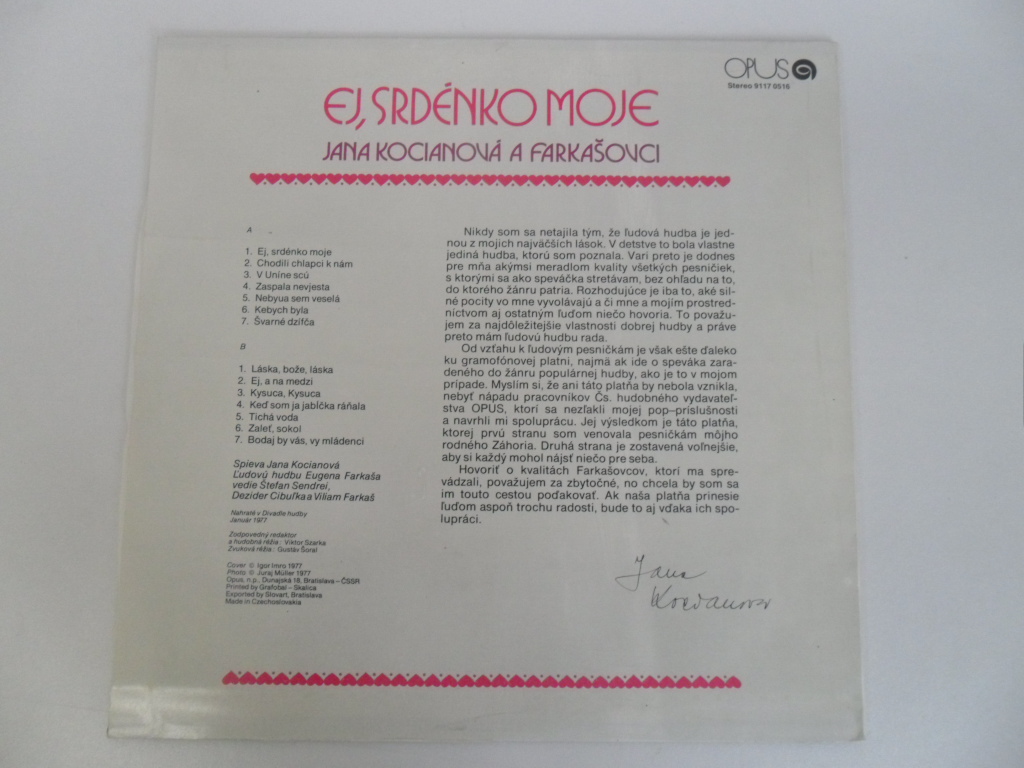 OPUS
Stereo 9117 0516
EJ, SRDÉNKO MOJE
JANA KOCIANOVÁ A FARKAŠOVCI
A
1. Ej, srdénko moje
2. Chodili chlapci k nám
3. V Uníne scú
4. Zaspala nevjesta
5. Nebyua sem veselá
6. Kebych byla
7. Švarné dzífča
B
1. Láska, bože, láska
2. Ej, a na medzi
3. Kysuca, Kysuca
4. Keď som ja jabĺčka ráňala
5. Tichá voda
6. Zaleť, sokol
7. Bodaj by vás, vy mládenci
Spieva Jana Kocianová
Ľudovú hudbu Eugena Farkaša
vedie Štefan Sendrei,
Dezider Cibuľka a Viliam Farkaš
Nahraté v Divadle hudby
Január 1977
Zodpovedný redaktor
a hudobná réžia: Viktor Szarka
Zvuková réžia: Gustáv Šoral
Cover © Igor Imro 1977
Photo © Juraj Müller 1977
Opus, n.p., Dunajská 18, Bratislava – ČSSR
Printed by Grafobal – Skalica
Exported by Slovart, Bratislava
Made in Czechoslovakia
Nikdy som sa netajila tým, že ľudová hudba je jed-
nou z mojich najväčších lások. V detstve to bola vlastne
jediná hudba, ktorú som poznala. Vari preto je dodnes
pre mňa akýmsi meradlom kvality všetkých pesničiek,
s ktorými sa ako speváčka stretávam, bez ohľadu na to,
do ktorého žánru patria. Rozhodujúce je iba to, aké sil-
né pocity vo mne vyvolávajú a či mne a mojím prostred-
níctvom aj ostatným ľuďom niečo hovoria. To považu-
jem za najdôležitejšie vlastnosti dobrej hudby a práve
preto mám ľudovú hudbu rada.
Od vzťahu k ľudovým pesničkám je však ešte ďaleko
ku gramofónovej platni, najmä ak ide o speváka zara-
deného do žánru populárnej hudby, ako je to v mojom
prípade. Myslím si, že ani táto platňa by nebola vznikla,
nebyť nápadu pracovníkov Čs. hudobného vydavateľ-
stva OPUS, ktorí sa nezľakli mojej pop-príslušnosti
a navrhli mi spoluprácu. Jej výsledkom je táto platňa,
ktorej prvú stranu som venovala pesničkám môjho
rodného Záhoria. Druhá strana je zostavená voľnejšie,
aby si každý mohol nájsť niečo pre seba.
Hovoriť o kvalitách Farkašovcov, ktorí ma spre-
vádzali, považujem za zbytočné, no chcela by som sa
im touto cestou poďakovať. Ak naša platňa prinesie
ľuďom aspoň trochu radosti, bude to aj vďaka ich spo-
lupráci.
Jana
Kocianová